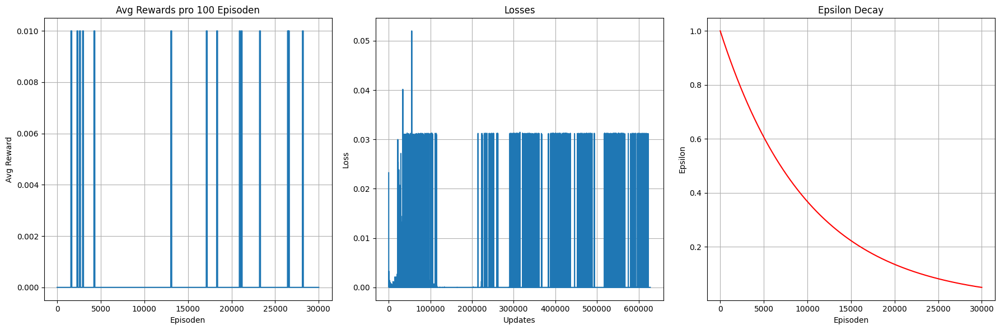 Avg Rewards pro 100 Episoden
0.010
0.008
0.006
0.004
0.002
0.000
Avg Reward
0 5000 10000 15000 20000 25000 30000
Episoden
Losses
0.05
0.04
0.03
0.02
0.01
0.00
Loss
0 100000 200000 300000 400000 500000 600000
Updates
Epsilon Decay
1.0
0.8
0.6
0.4
0.2
Epsilon
0 5000 10000 15000 20000 25000 30000
Episoden